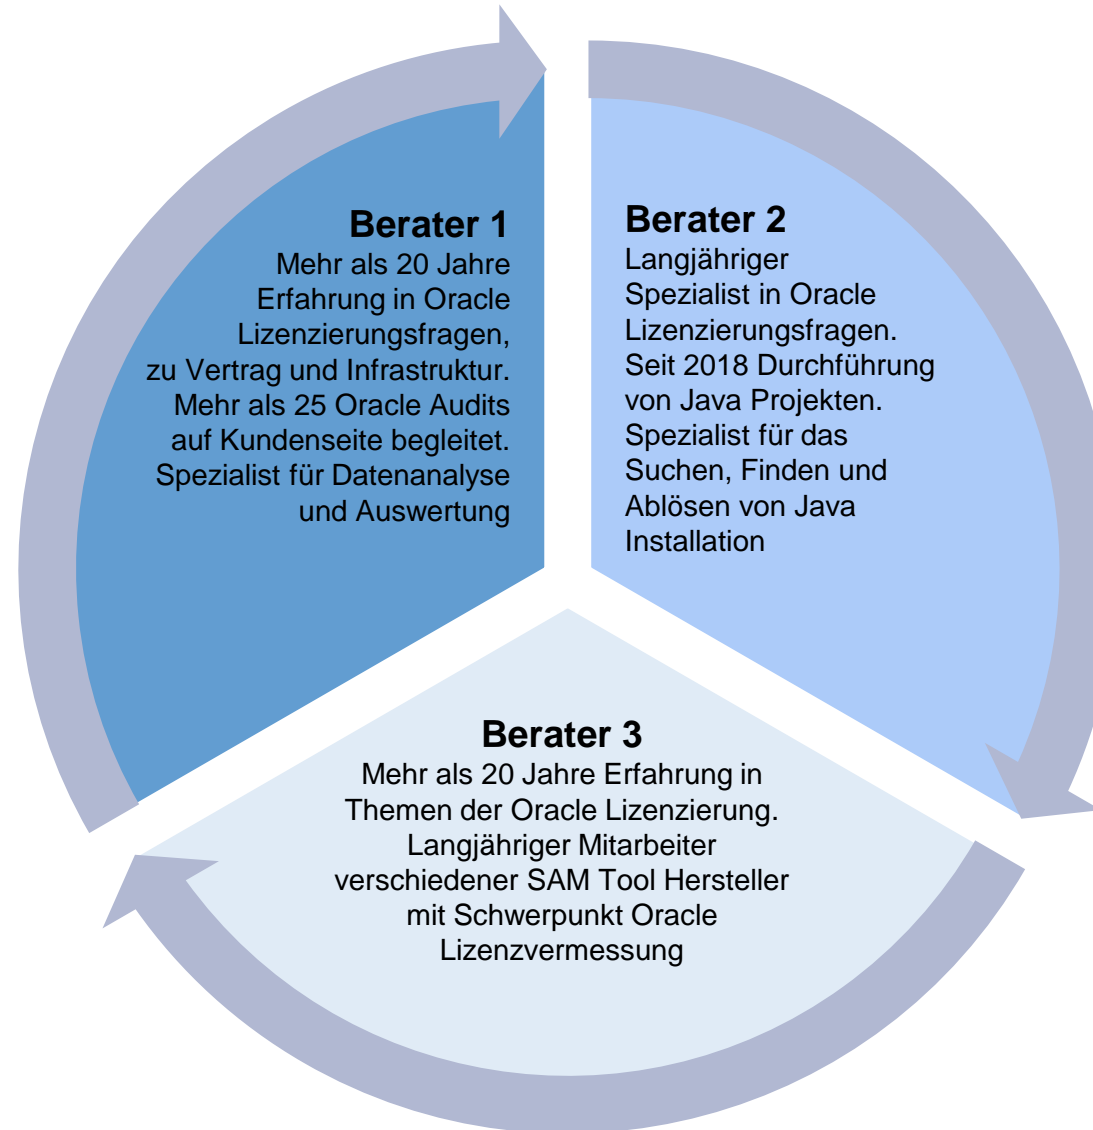 Berater 1
Mehr als 20 Jahre
Erfahrung in Oracle
Lizenzierungsfragen,
zu Vertrag und Infrastruktur.
Mehr als 25 Oracle Audits
auf Kundenseite begleitet.
Spezialist für Datenanalyse
und Auswertung
Berater 2
Langjähriger
Spezialist in Oracle
Lizenzierungsfragen.
Seit 2018 Durchführung
von Java Projekten.
Spezialist für das
Suchen, Finden und
Ablösen von Java
Installation
Berater 3
Mehr als 20 Jahre Erfahrung in
Themen der Oracle Lizenzierung.
Langjähriger Mitarbeiter
verschiedener SAM Tool Hersteller
mit Schwerpunkt Oracle
Lizenzvermessung